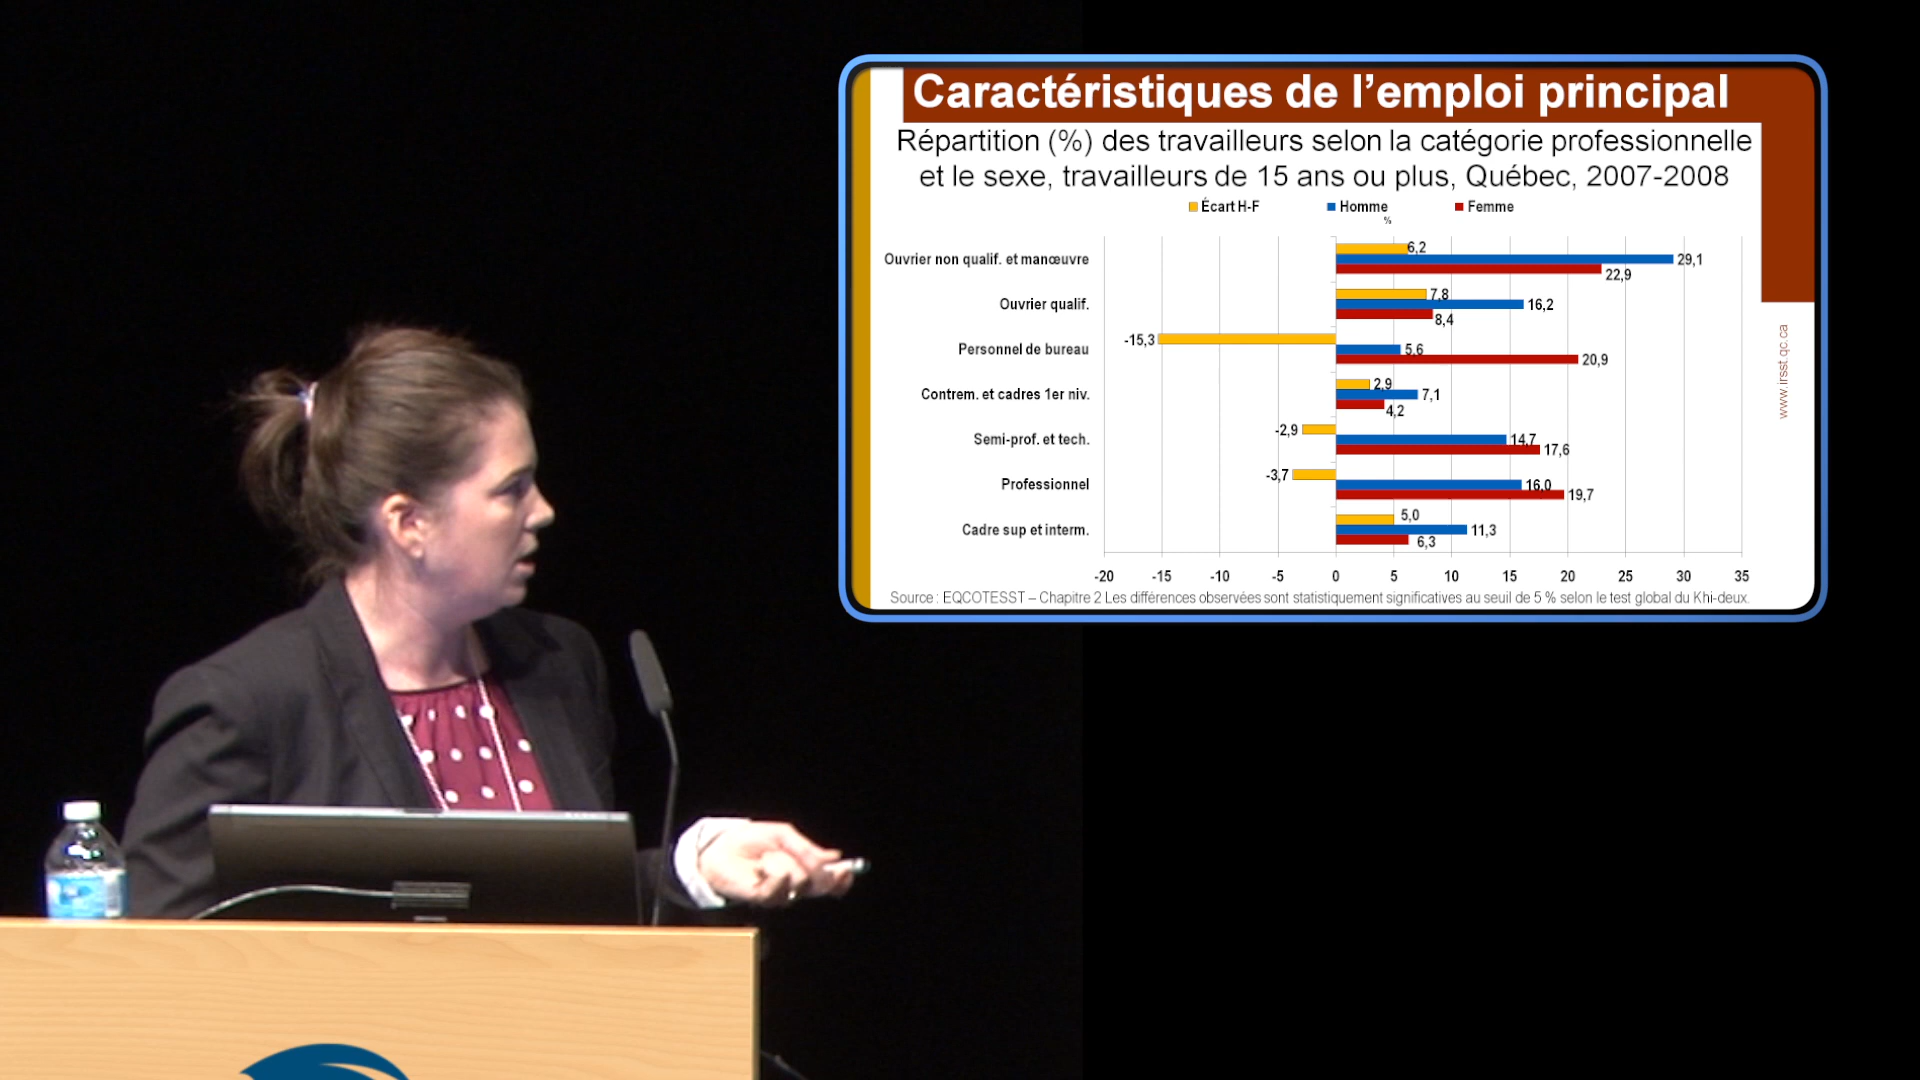 Caractéristiques de l’emploi principal
Répartition (%) des travailleurs selon la catégorie professionnelle
et le sexe, travailleurs de 15 ans ou plus, Québec, 2007-2008
Écart H-F Homme Femme
%
Ouvrier non qualif. et manœuvre 6,2 29,1 22,9
Ouvrier qualif. 7,8 16,2 8,4
Personnel de bureau -15,3 5,6 20,9
Contrem. et cadres 1er niv. 2,9 7,1 4,2
Semi-prof. et tech. -2,9 14,7 17,6
Professionnel -3,7 16,0 19,7
Cadre sup et interm. 5,0 11,3 6,3
-20 -15 -10 -5 0 5 10 15 20 25 30 35
Source : EQCOTESST – Chapitre 2 Les différences observées sont statistiquement significatives au seuil de 5 % selon le test global du Khi-deux.
www.irsst.qc.ca